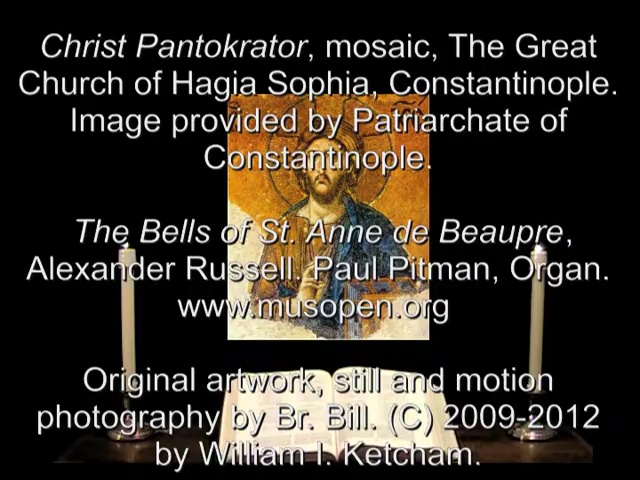 Christ Pantokrator, mosaic, The Great
Church of Hagia Sophia, Constantinople.
Image provided by Patriarchate of
Constantinople.
The Bells of St. Anne de Beaupre,
Alexander Russell. Paul Pitman, Organ.
www.musopen.org
Original artwork, still and motion
photography by Br. Bill. (C) 2009-2012
by William I. Ketcham.